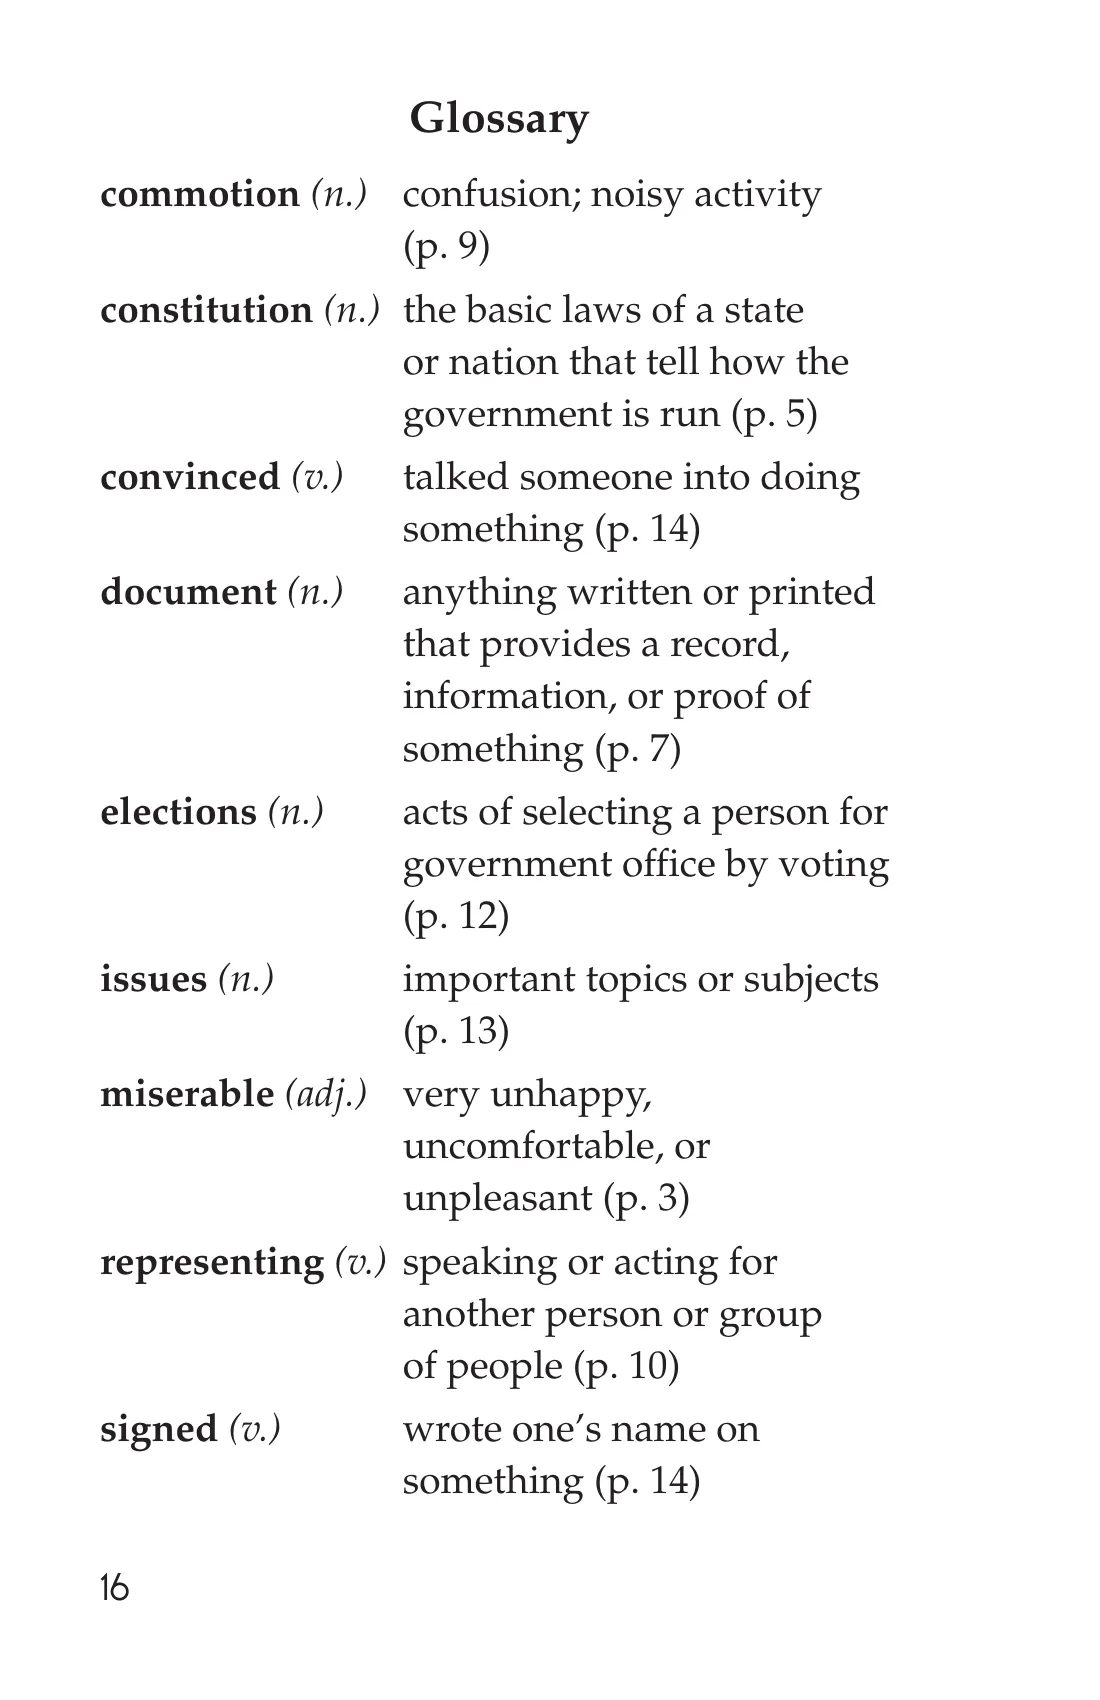 Glossary
commotion (n.) confusion; noisy activity
(p. 9)
constitution (n.) the basic laws of a state
or nation that tell how the
government is run (p. 5)
convinced (v.) talked someone into doing
something (p. 14)
document (n.) anything written or printed
that provides a record,
information, or proof of
something (p. 7)
elections (n.) acts of selecting a person for
government office by voting
(p. 12)
issues (n.) important topics or subjects
(p. 13)
miserable (adj.) very unhappy,
uncomfortable, or
unpleasant (p. 3)
representing (v.) speaking or acting for
another person or group
of people (p. 10)
signed (v.) wrote one’s name on
something (p. 14)
16